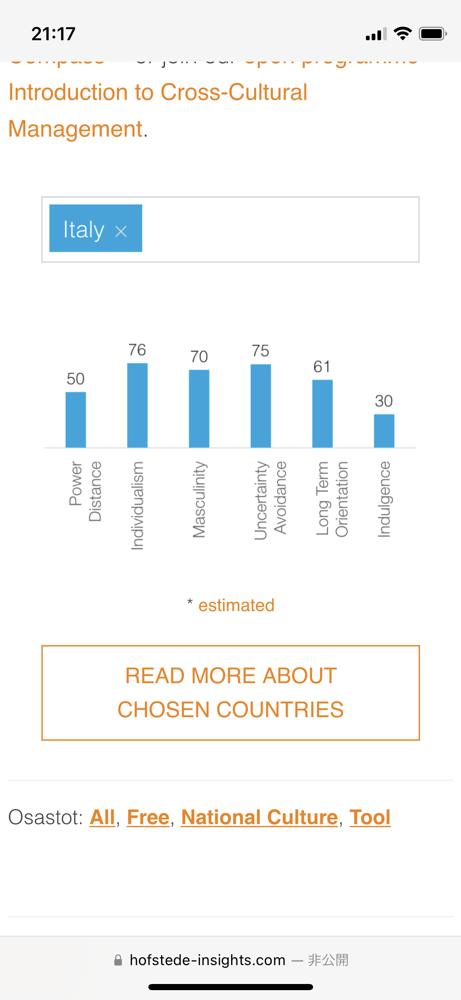 21:17
Introduction to Cross-Cultural
Management.
Italy ×
50
76
70
75
61
30
Power
Distance
Individualism
Masculinity
Uncertainty
Avoidance
Long Term
Orientation
Indulgence
* estimated
READ MORE ABOUT
CHOSEN COUNTRIES
Osastot: All, Free, National Culture, Tool
hofstede-insights.com — 非公開